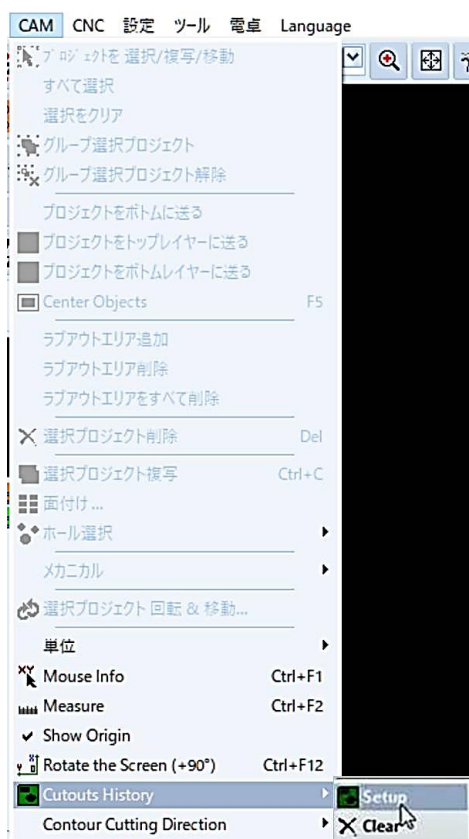 CAM CNC 設定 ツール 電卓 Language
プロジェクトを 選択/複写/移動
すべて選択
選択をクリア
グループ選択プロジェクト
グループ選択プロジェクト解除
プロジェクトをボトムに送る
プロジェクトをトップレイヤーに送る
プロジェクトをボトムレイヤーに送る
Center Objects F5
ラブアウトエリア追加
ラブアウトエリア削除
ラブアウトエリアをすべて削除
選択プロジェクト削除 Del
選択プロジェクト複写 Ctrl+C
面付け ...
ホール選択
メカニカル
選択プロジェクト 回転 & 移動...
単位
Mouse Info Ctrl+F1
Measure Ctrl+F2
Show Origin
Rotate the Screen (+90°) Ctrl+F12
Cutouts History
Setup
Clear
Contour Cutting Direction